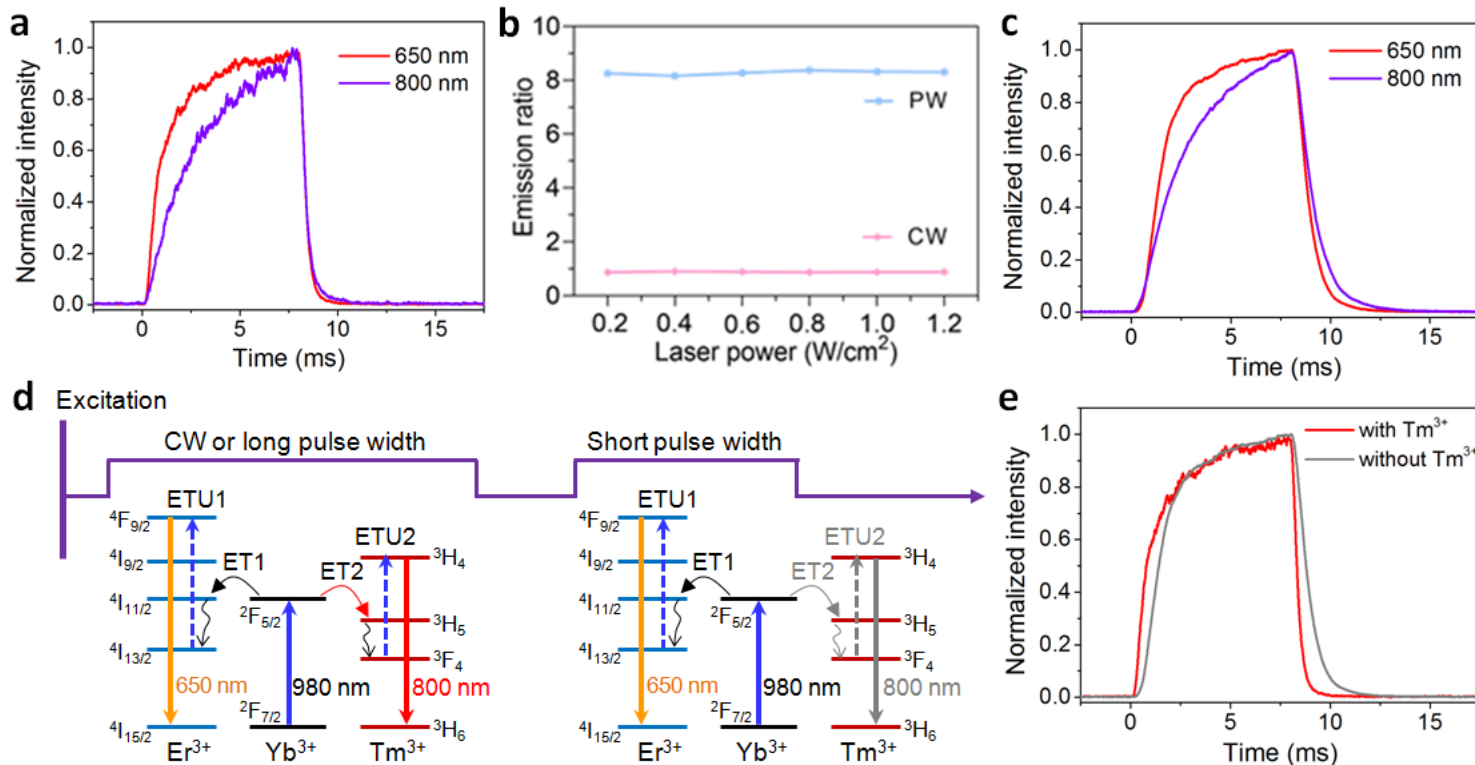 a
Normalized intensity
1.0
0.8
0.6
0.4
0.2
0.0
0 5 10 15
Time (ms)
650 nm
800 nm
b
Emission ratio
10
8
6
4
2
0
0.2 0.4 0.6 0.8 1.0 1.2
Laser power (W/cm²)
PW
CW
c
Normalized intensity
1.0
0.8
0.6
0.4
0.2
0.0
0 5 10 15
Time (ms)
650 nm
800 nm
d
Excitation
CW or long pulse width
Short pulse width
ETU1
⁴F9/2
⁴I9/2
⁴I11/2
⁴I13/2
⁴I15/2
ET1
ET2
ETU2
²F5/2
²F7/2
³H4
³H5
³F4
³H6
650 nm
980 nm
800 nm
Er³⁺
Yb³⁺
Tm³⁺
ETU1
⁴F9/2
⁴I9/2
⁴I11/2
⁴I13/2
⁴I15/2
ET1
ET2
ETU2
²F5/2
²F7/2
³H4
³H5
³F4
³H6
650 nm
980 nm
800 nm
Er³⁺
Yb³⁺
Tm³⁺
e
Normalized intensity
1.0
0.8
0.6
0.4
0.2
0.0
0 5 10 15
Time (ms)
with Tm³⁺
without Tm³⁺